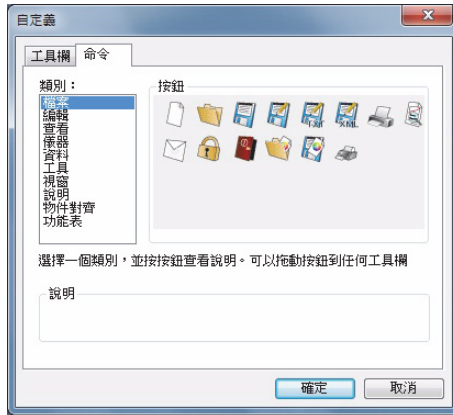 自定義
工具欄 命令
類別：
按鈕
檔案
編輯
查看
儀器
資料
工具
視窗
說明
物件對齊
功能表
TXT XML
選擇一個類別，並按按鈕查看說明。可以拖動按鈕到任何工具欄
說明
確定 取消